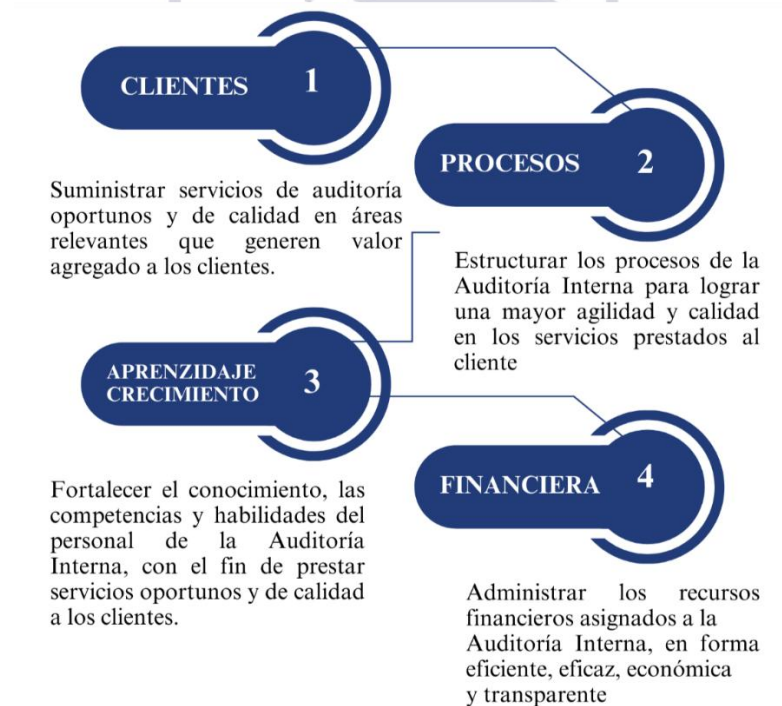 CLIENTES 1
Suministrar servicios de auditoría
oportunos y de calidad en áreas
relevantes que generen valor
agregado a los clientes.
PROCESOS 2
Estructurar los procesos de la
Auditoría Interna para lograr
una mayor agilidad y calidad
en los servicios prestados al
cliente
APRENZIDAJE
CRECIMIENTO 3
Fortalecer el conocimiento, las
competencias y habilidades del
personal de la Auditoría
Interna, con el fin de prestar
servicios oportunos y de calidad
a los clientes.
FINANCIERA 4
Administrar los recursos
financieros asignados a la
Auditoría Interna, en forma
eficiente, eficaz, económica
y transparente